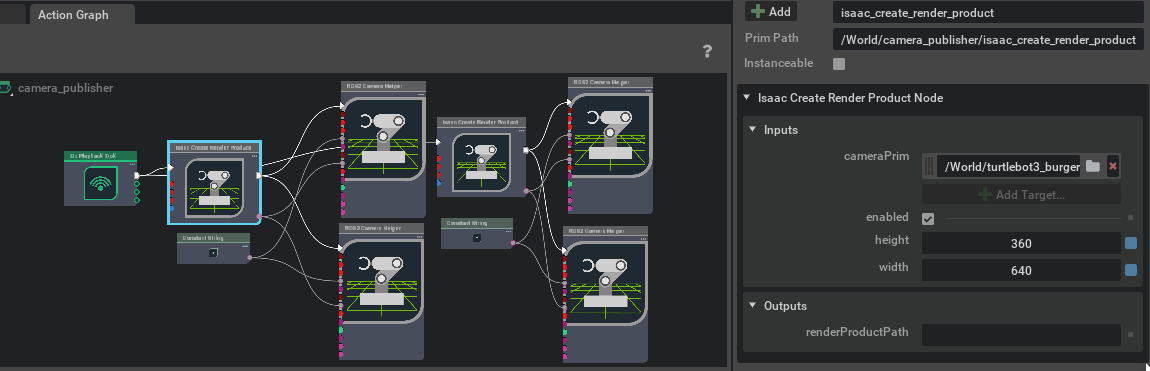 Action Graph
?
camera_publisher
On Playback Tick
Isaac Create Render Product
Constant String
ROS2 Camera Helper
ROS2 Camera Helper
Isaac Create Render Product
Constant String
ROS2 Camera Helper
ROS2 Camera Helper
Add
isaac_create_render_product
Prim Path
/World/camera_publisher/isaac_create_render_product
Instanceable
Isaac Create Render Product Node
Inputs
cameraPrim
/World/turtlebot3_burger
Add Target...
enabled
height
360
width
640
Outputs
renderProductPath